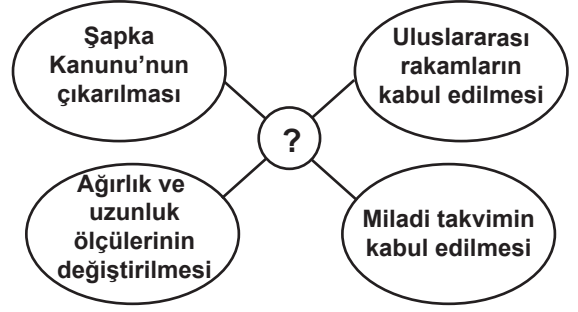 Şapka
Kanunu’nun
çıkarılması
Uluslararası
rakamların
kabul edilmesi
?
Ağırlık ve
uzunluk
ölçülerinin
değiştirilmesi
Miladi takvimin
kabul edilmesi